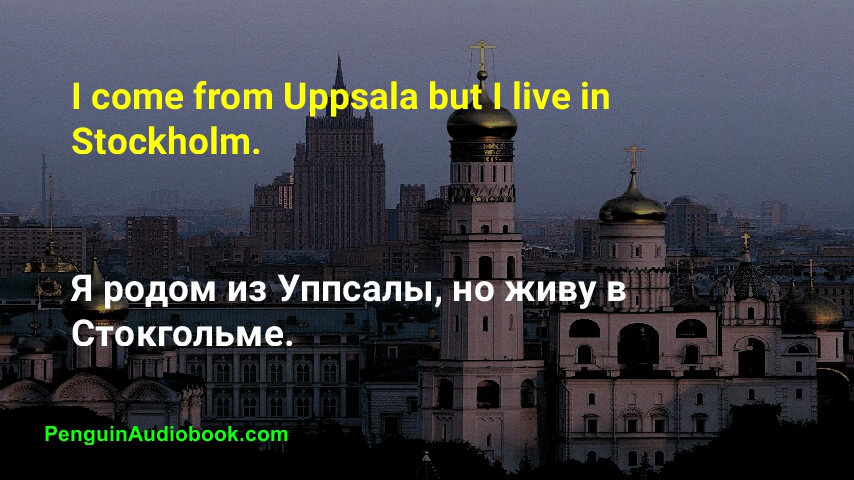 I come from Uppsala but I live in
Stockholm.
Я родом из Уппсалы, но живу в
Стокгольме.
PenguinAudiobook.com